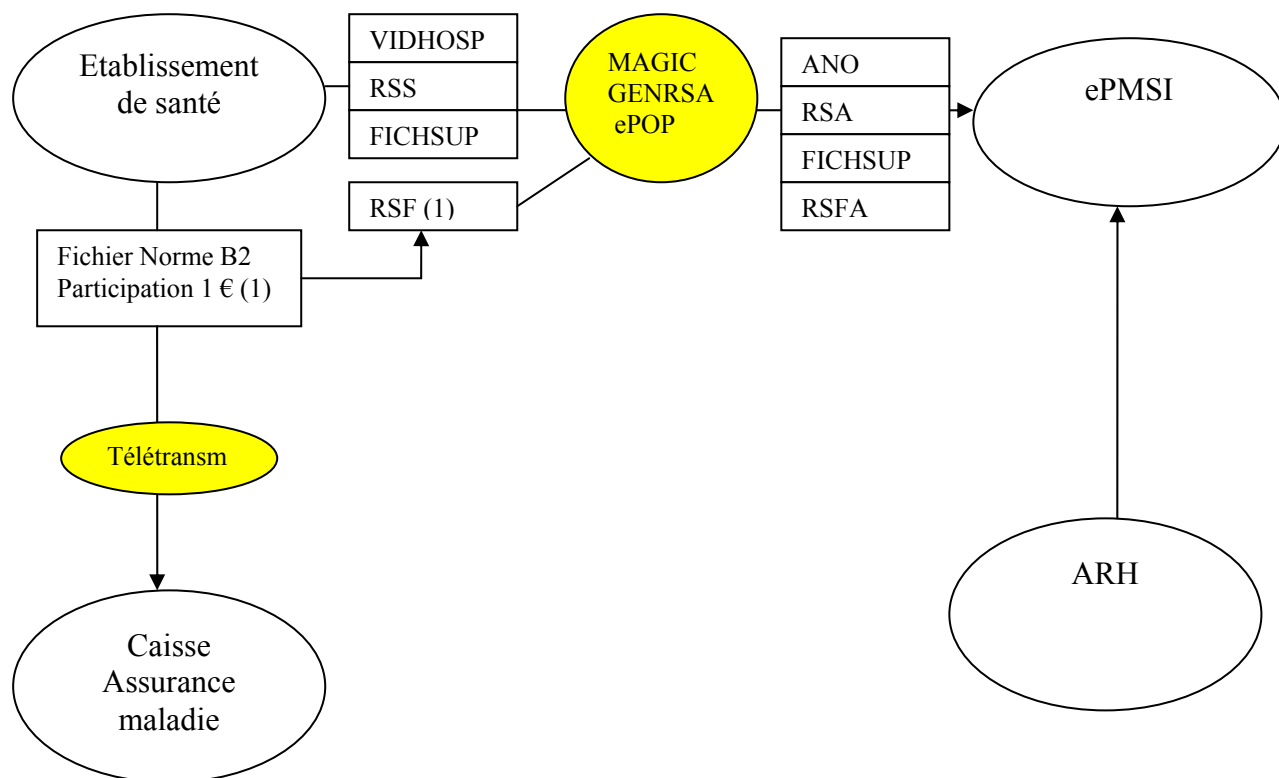 Etablissement
de santé
VIDHOSP
RSS
FICHSUP
RSF (1)
MAGIC
GENRSA
ePOP
ANO
RSA
FICHSUP
RSFA
ePMSI
Fichier Norme B2
Participation 1 € (1)
Télétransm
Caisse
Assurance
maladie
ARH